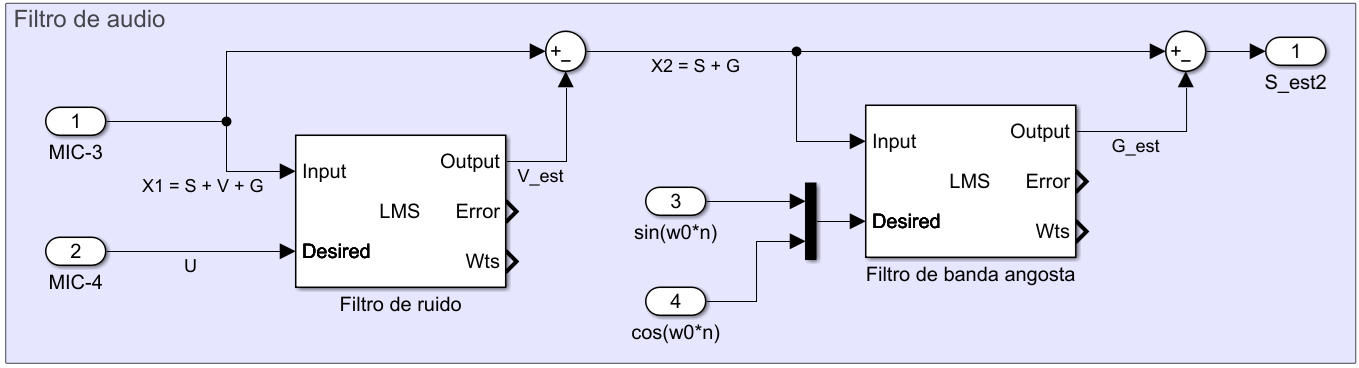 Filtro de audio
+
−
X2 = S + G
+
−
1
S_est2
1
MIC-3
X1 = S + V + G
Input
Output
LMS
Error
Desired
Wts
Filtro de ruido
V_est
2
MIC-4
U
3
sin(w0*n)
4
cos(w0*n)
Input
Output
LMS
Error
Desired
Wts
Filtro de banda angosta
G_est